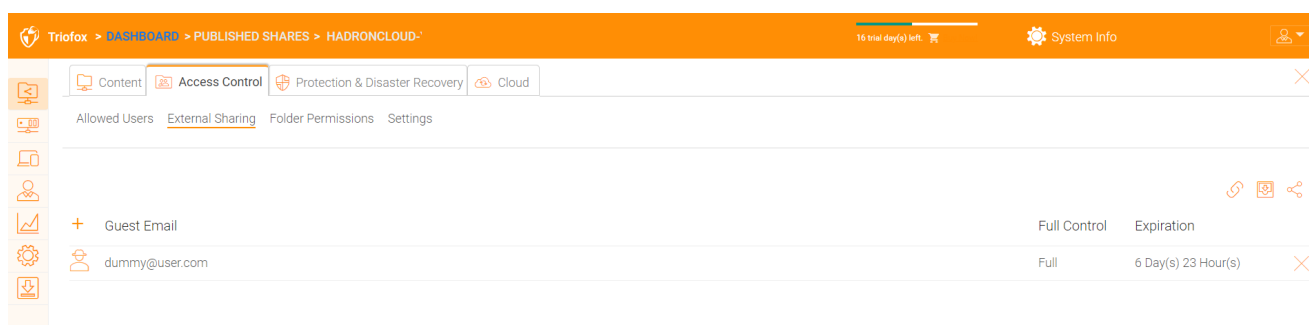 Triofox > DASHBOARD > PUBLISHED SHARES > HADRONCLOUD-'
16 trial day(s) left.
System Info
Content Access Control Protection & Disaster Recovery Cloud
Allowed Users External Sharing Folder Permissions Settings
+ Guest Email Full Control Expiration
dummy@user.com Full 6 Day(s) 23 Hour(s)